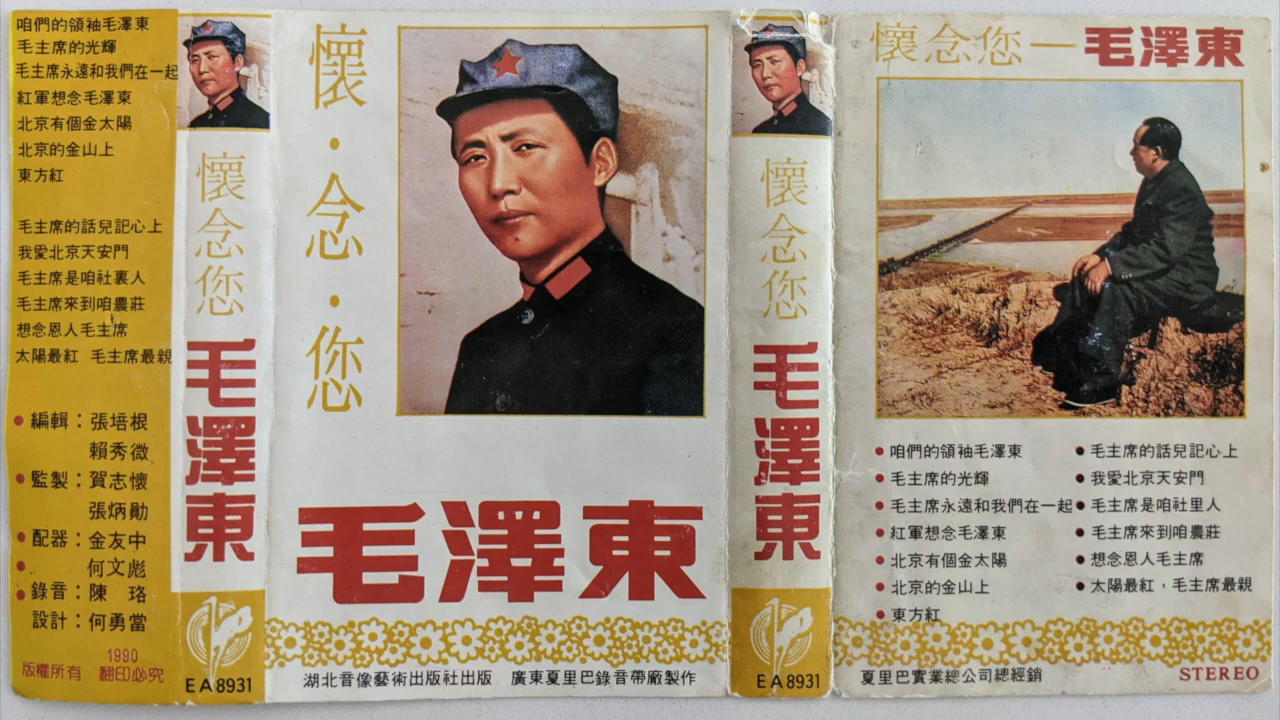 咱們的領袖毛澤東
毛主席的光輝
毛主席永遠和我們在一起
紅軍想念毛澤東
北京有個金太陽
北京的金山上
東方紅
毛主席的話兒記心上
我愛北京天安門
毛主席是咱社裏人
毛主席來到咱農莊
想念恩人毛主席
太陽最紅 毛主席最親
● 編輯：張培根
賴秀微
● 監製：賀志懷
張炳勛
● 配器：金友中
● 何文彪
● 錄音：陳 珞
設計：何勇當
1990
版權所有 翻印必究
懷念您
毛澤東
EA8931
懷·念·您
毛澤東
湖北音像藝術出版社出版 廣東夏里巴錄音帶廠製作
懷念您
毛澤東
EA8931
懷念您—毛澤東
● 咱們的領袖毛澤東
● 毛主席的光輝
● 毛主席永遠和我們在一起
● 紅軍想念毛澤東
● 北京有個金太陽
● 北京的金山上
● 東方紅
● 毛主席的話兒記心上
● 我愛北京天安門
● 毛主席是咱社里人
● 毛主席來到咱農莊
● 想念恩人毛主席
● 太陽最紅，毛主席最親
夏里巴實業總公司總經銷
STEREO